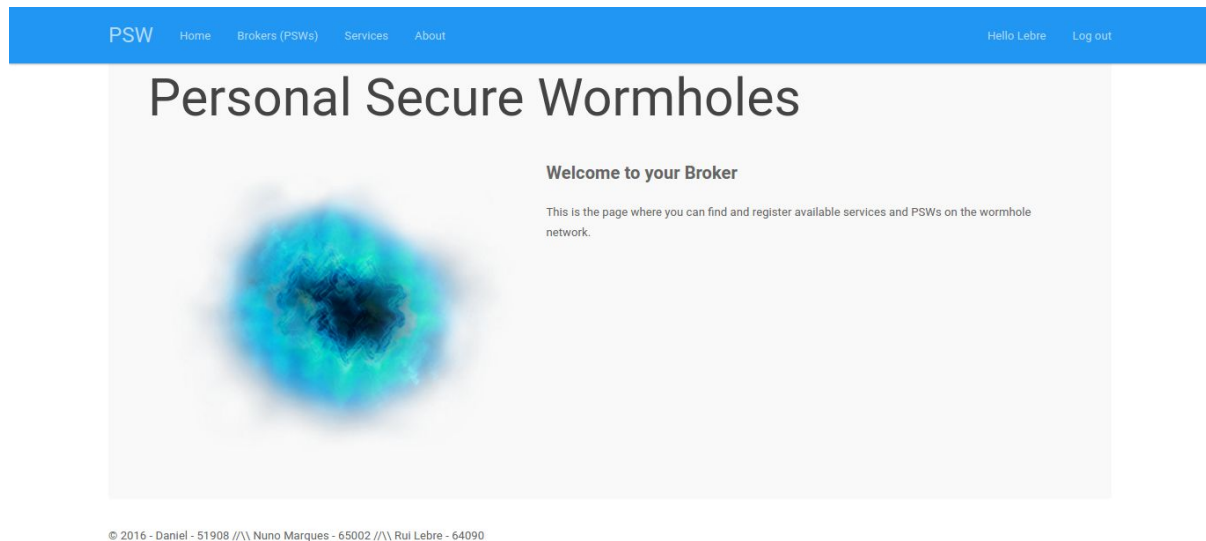 PSW Home Brokers (PSWs) Services About Hello Lebre Log out
Personal Secure Wormholes
Welcome to your Broker
This is the page where you can find and register available services and PSWs on the wormhole
network.
© 2016 - Daniel - 51908 //\\ Nuno Marques - 65002 //\\ Rui Lebre - 64090